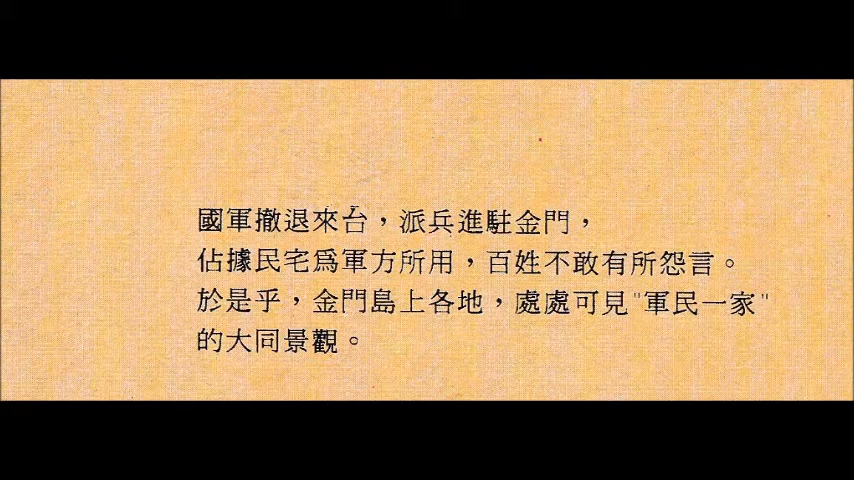 國軍撤退來台，派兵進駐金門，
佔據民宅為軍方所用，百姓不敢有所怨言。
於是乎，金門島上各地，處處可見"軍民一家"
的大同景觀。